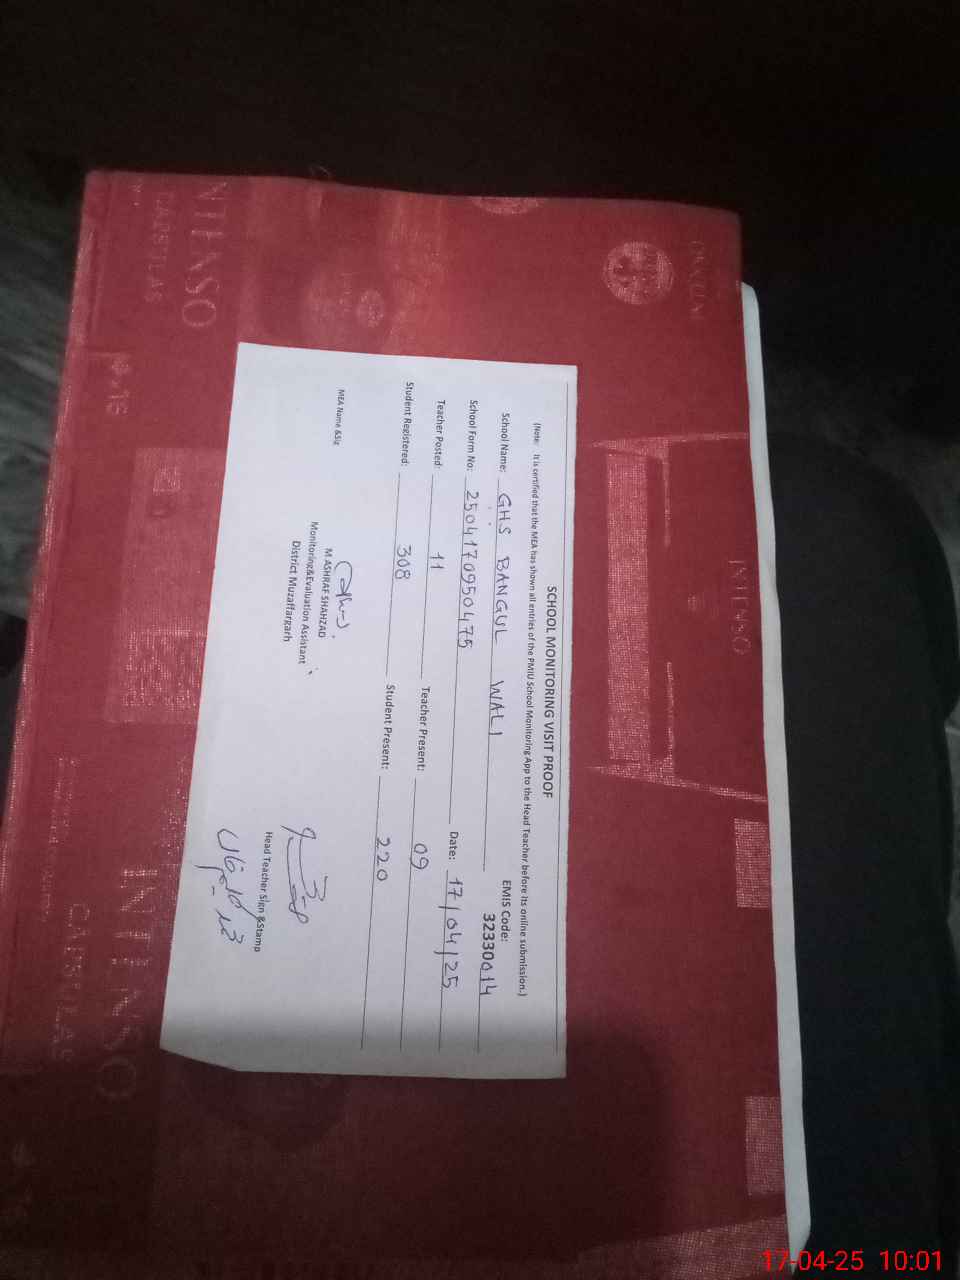 SCHOOL MONITORING VISIT PROOF
(Note: It is certified that the MEA has shown all entries of the PMIU School Monitoring App to the Head Teacher before its online submission.)
School Name: GHS BANGUL WALI EMIS Code: 32330014
School Form No: 2504170950475 Date: 17/04/25
Teacher Posted: 11 Teacher Present: 09
Student Registered: 308 Student Present: 220
MEA Name &Sig
M ASHRAF SHAHZAD
Monitoring&Evaluation Assistant
District Muzaffargarh
Head Teacher Sign &Stamp
INTENSO
INTENSO
INTENSO
17-04-25 10:01